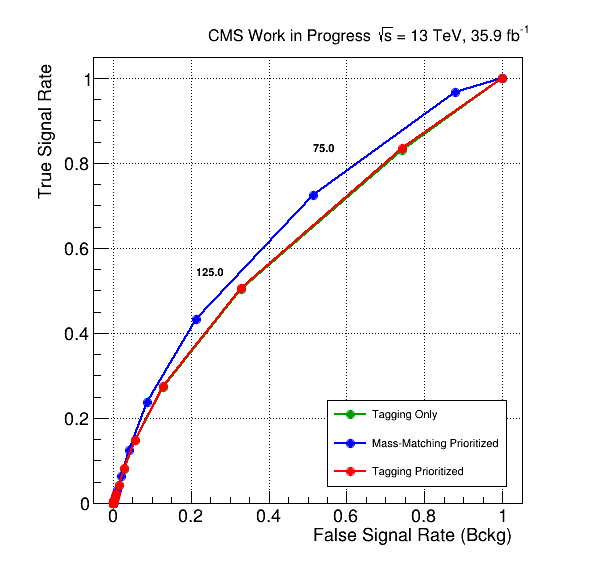 CMS Work in Progress √s = 13 TeV, 35.9 fb⁻¹
True Signal Rate
1
0.8
0.6
0.4
0.2
0
75.0
125.0
Tagging Only
Mass-Matching Prioritized
Tagging Prioritized
0 0.2 0.4 0.6 0.8 1
False Signal Rate (Bckg)